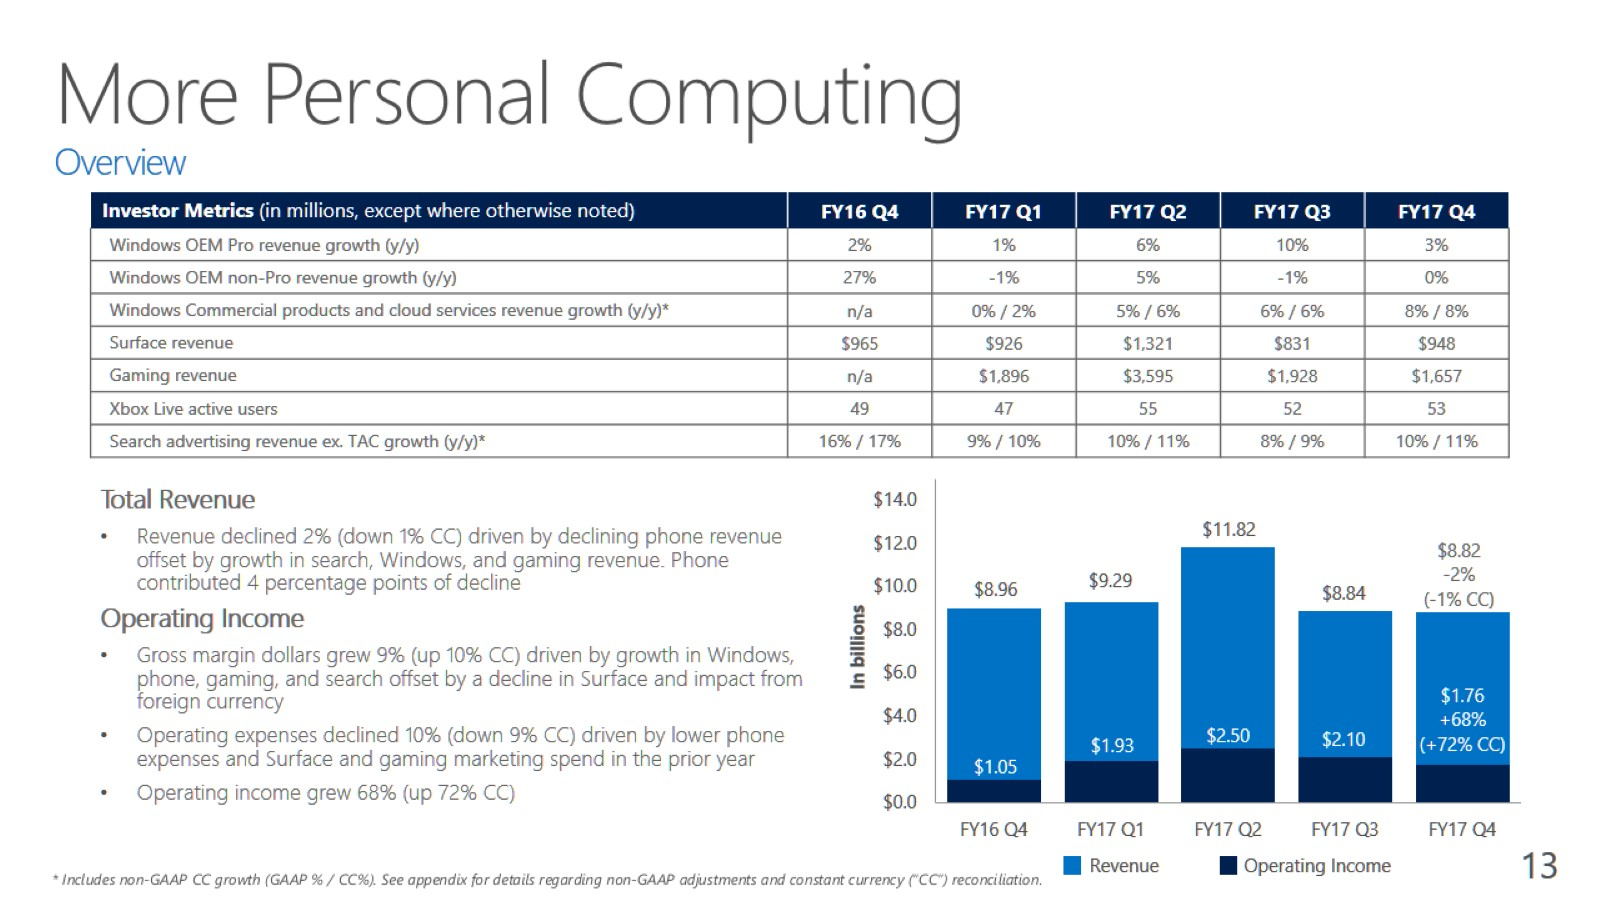 More Personal Computing
Overview
Investor Metrics (in millions, except where otherwise noted) FY16 Q4 FY17 Q1 FY17 Q2 FY17 Q3 FY17 Q4
Windows OEM Pro revenue growth (y/y) 2% 1% 6% 10% 3%
Windows OEM non-Pro revenue growth (y/y) 27% -1% 5% -1% 0%
Windows Commercial products and cloud services revenue growth (y/y)* n/a 0% / 2% 5% / 6% 6% / 6% 8% / 8%
Surface revenue $965 $926 $1,321 $831 $948
Gaming revenue n/a $1,896 $3,595 $1,928 $1,657
Xbox Live active users 49 47 55 52 53
Search advertising revenue ex. TAC growth (y/y)* 16% / 17% 9% / 10% 10% / 11% 8% / 9% 10% / 11%
Total Revenue
• Revenue declined 2% (down 1% CC) driven by declining phone revenue
offset by growth in search, Windows, and gaming revenue. Phone
contributed 4 percentage points of decline
Operating Income
• Gross margin dollars grew 9% (up 10% CC) driven by growth in Windows,
phone, gaming, and search offset by a decline in Surface and impact from
foreign currency
• Operating expenses declined 10% (down 9% CC) driven by lower phone
expenses and Surface and gaming marketing spend in the prior year
• Operating income grew 68% (up 72% CC)
In billions
$14.0
$12.0
$10.0
$8.0
$6.0
$4.0
$2.0
$0.0
$8.96
$1.05
$9.29
$1.93
$11.82
$2.50
$8.84
$2.10
$8.82
-2%
(-1% CC)
$1.76
+68%
(+72% CC)
FY16 Q4 FY17 Q1 FY17 Q2 FY17 Q3 FY17 Q4
Revenue Operating Income
* Includes non-GAAP CC growth (GAAP % / CC%). See appendix for details regarding non-GAAP adjustments and constant currency ("CC") reconciliation.
13